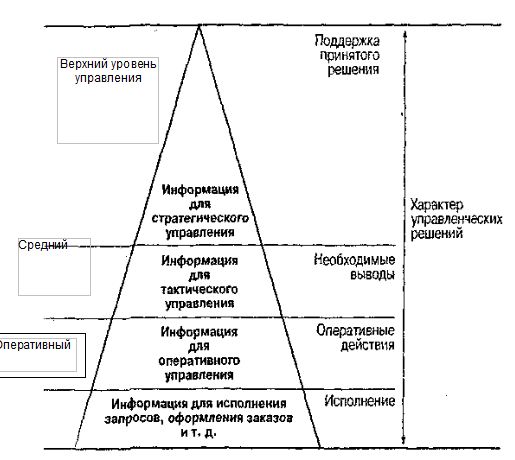 Верхний уровень
управления
Поддержка
принятого
решения
Информация
для
стратегического
управления
Характер
управленческих
решений
Средний
Информация
для
тактического
управления
Необходимые
выводы
Оперативный
Информация
для
оперативного
управления
Оперативные
действия
Информация для исполнения
запросов, оформления заказов
и т. д.
Исполнение